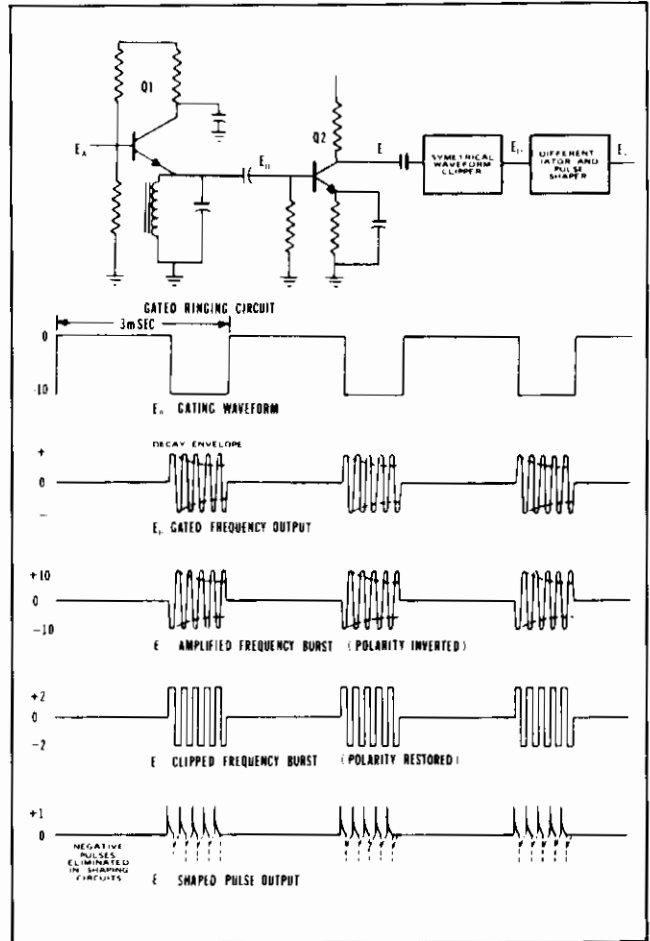 Q1
E_A
E_B
Q2
E
SYMETRICAL
WAVEFORM
CLIPPER
E
DIFFERENT
IATOR AND
PULSE
SHAPER
E
GATED RINGING CIRCUIT
3mSEC
0
-10
E GATING WAVEFORM
DECAY ENVELOPE
+
0
-
E GATED FREQUENCY OUTPUT
+10
0
-10
E AMPLIFIED FREQUENCY BURST (POLARITY INVERTED)
+2
0
-2
E CLIPPED FREQUENCY BURST (POLARITY RESTORED)
+1
0
NEGATIVE
PULSES
ELIMINATED
IN SHAPING
CIRCUITS
E SHAPED PULSE OUTPUT